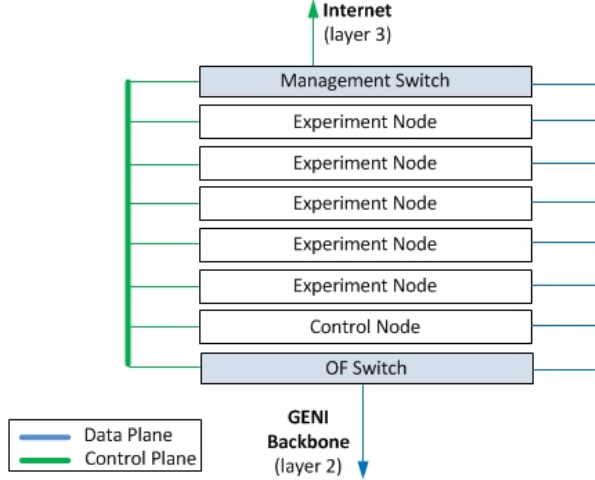 Internet
(layer 3)
Management Switch
Experiment Node
Experiment Node
Experiment Node
Experiment Node
Experiment Node
Control Node
OF Switch
GENI
Backbone
(layer 2)
Data Plane
Control Plane